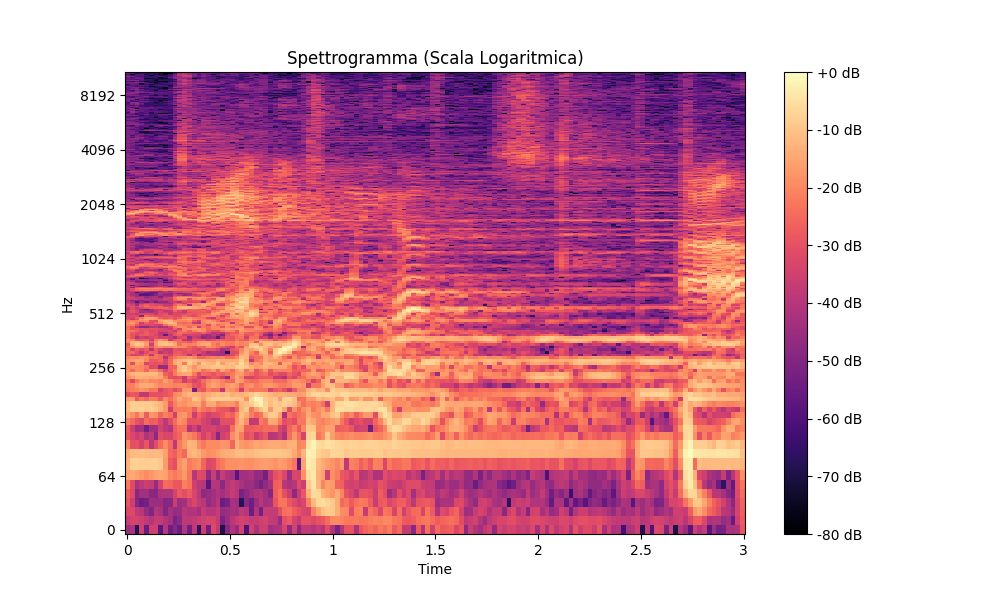 Spettrogramma (Scala Logaritmica)
8192
4096
2048
1024
512
256
128
64
0
Hz
0
0.5
1
1.5
2
2.5
3
Time
+0 dB
-10 dB
-20 dB
-30 dB
-40 dB
-50 dB
-60 dB
-70 dB
-80 dB